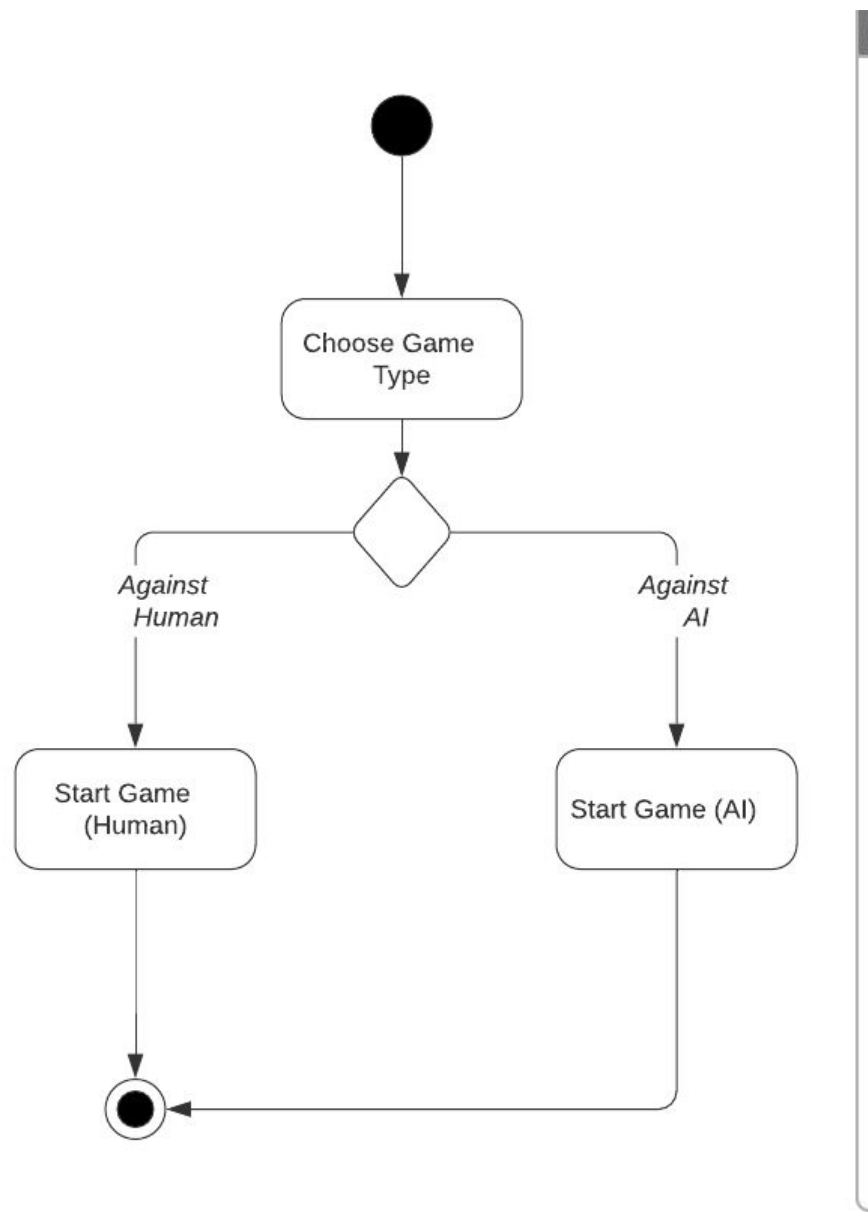 Choose Game
Type
Against
Human
Against
AI
Start Game
(Human)
Start Game (AI)